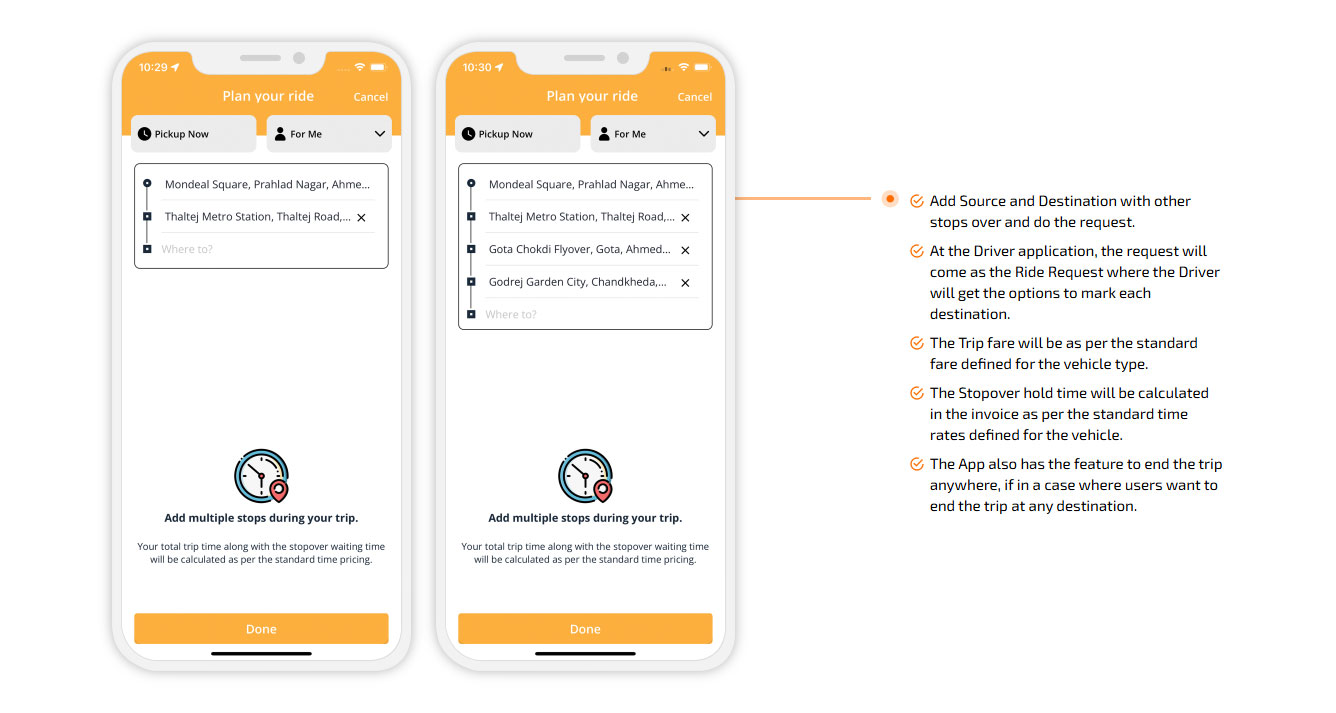 10:29
Plan your ride
Cancel
Pickup Now
For Me
Mondeal Square, Prahlad Nagar, Ahme...
Thaltej Metro Station, Thaltej Road,...
Where to?
Add multiple stops during your trip.
Your total trip time along with the stopover waiting time
will be calculated as per the standard time pricing.
Done
10:30
Plan your ride
Cancel
Pickup Now
For Me
Mondeal Square, Prahlad Nagar, Ahme...
Thaltej Metro Station, Thaltej Road,...
Gota Chokdi Flyover, Gota, Ahmed...
Godrej Garden City, Chandkheda,...
Where to?
Add multiple stops during your trip.
Your total trip time along with the stopover waiting time
will be calculated as per the standard time pricing.
Done
Add Source and Destination with other
stops over and do the request.
At the Driver application, the request will
come as the Ride Request where the Driver
will get the options to mark each
destination.
The Trip fare will be as per the standard
fare defined for the vehicle type.
The Stopover hold time will be calculated
in the invoice as per the standard time
rates defined for the vehicle.
The App also has the feature to end the trip
anywhere, if in a case where users want to
end the trip at any destination.